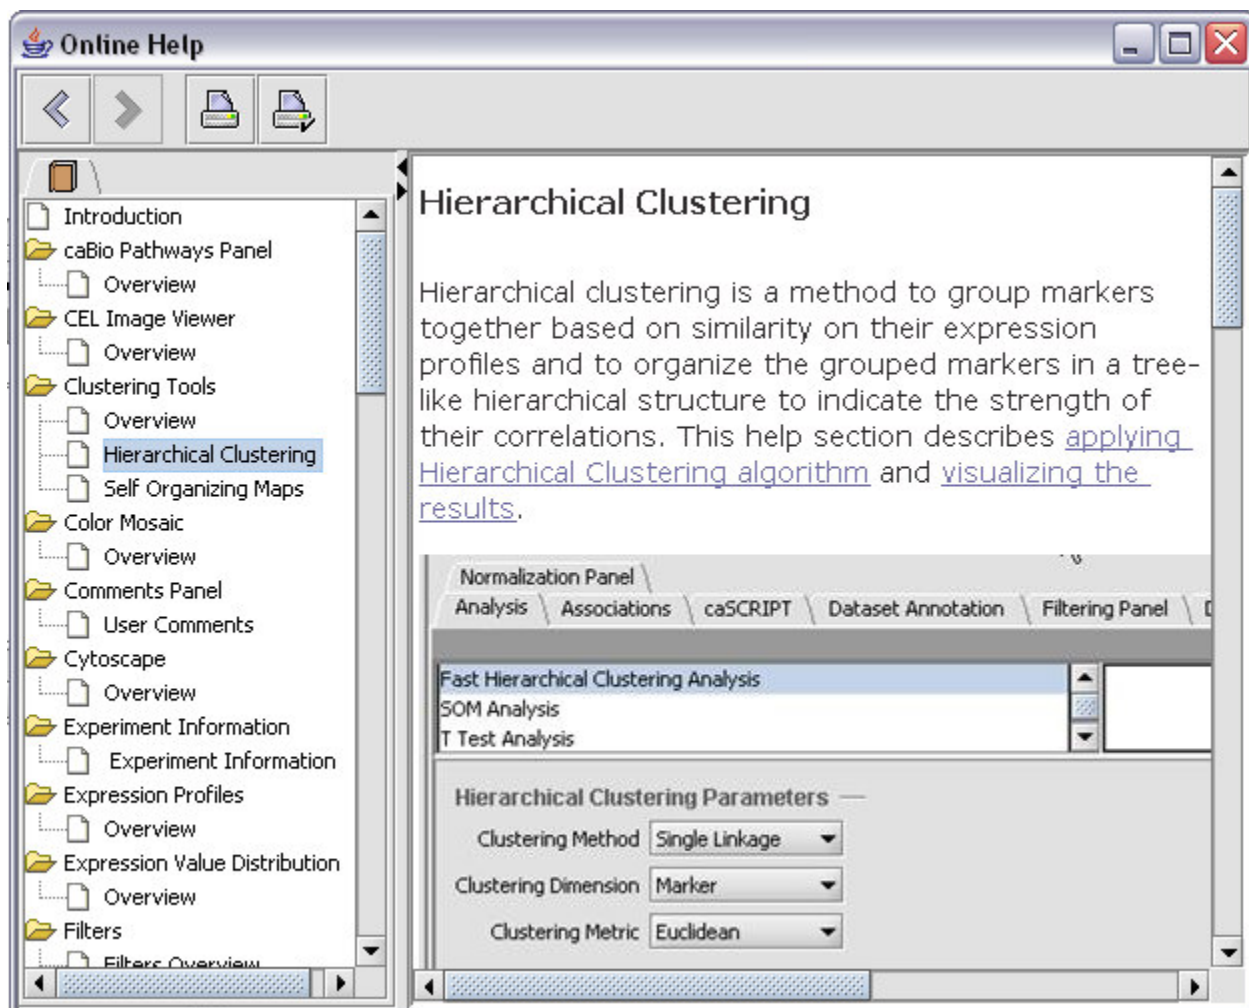 Online Help
Introduction
caBio Pathways Panel
Overview
CEL Image Viewer
Overview
Clustering Tools
Overview
Hierarchical Clustering
Self Organizing Maps
Color Mosaic
Overview
Comments Panel
User Comments
Cytoscape
Overview
Experiment Information
Experiment Information
Expression Profiles
Overview
Expression Value Distribution
Overview
Filters
Filters Overview
Hierarchical Clustering
Hierarchical clustering is a method to group markers
together based on similarity on their expression
profiles and to organize the grouped markers in a tree-
like hierarchical structure to indicate the strength of
their correlations. This help section describes applying
Hierarchical Clustering algorithm and visualizing the
results.
Normalization Panel
Analysis Associations caSCRIPT Dataset Annotation Filtering Panel
Fast Hierarchical Clustering Analysis
SOM Analysis
T Test Analysis
Hierarchical Clustering Parameters
Clustering Method Single Linkage
Clustering Dimension Marker
Clustering Metric Euclidean